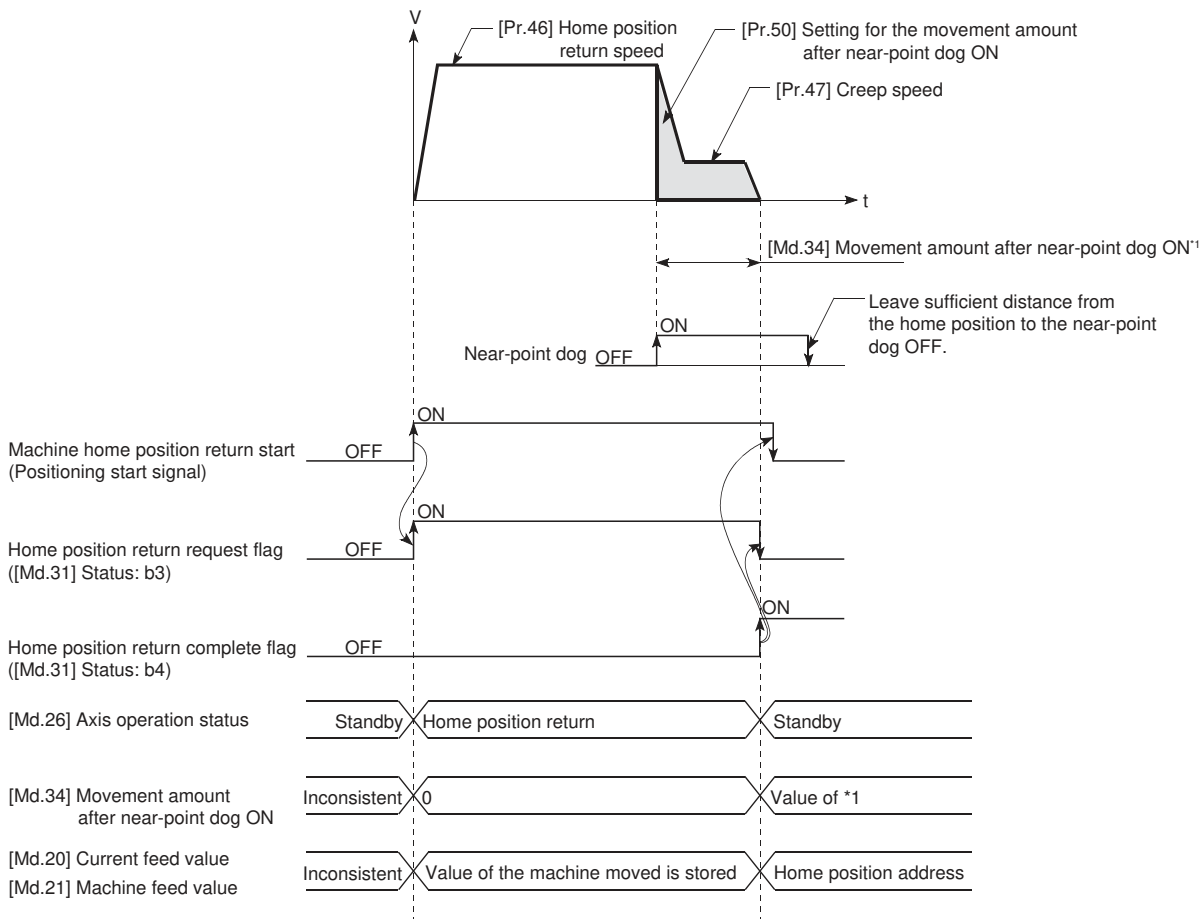 V
[Pr.46] Home position
return speed
[Pr.50] Setting for the movement amount
after near-point dog ON
[Pr.47] Creep speed
t
[Md.34] Movement amount after near-point dog ON*1
Leave sufficient distance from
the home position to the near-point
dog OFF.
ON
Near-point dog OFF
ON
Machine home position return start
(Positioning start signal)
OFF
ON
Home position return request flag
([Md.31] Status: b3)
OFF
ON
Home position return complete flag
([Md.31] Status: b4)
OFF
[Md.26] Axis operation status
Standby
Home position return
Standby
[Md.34] Movement amount
after near-point dog ON
Inconsistent
0
Value of *1
[Md.20] Current feed value
[Md.21] Machine feed value
Inconsistent
Value of the machine moved is stored
Home position address